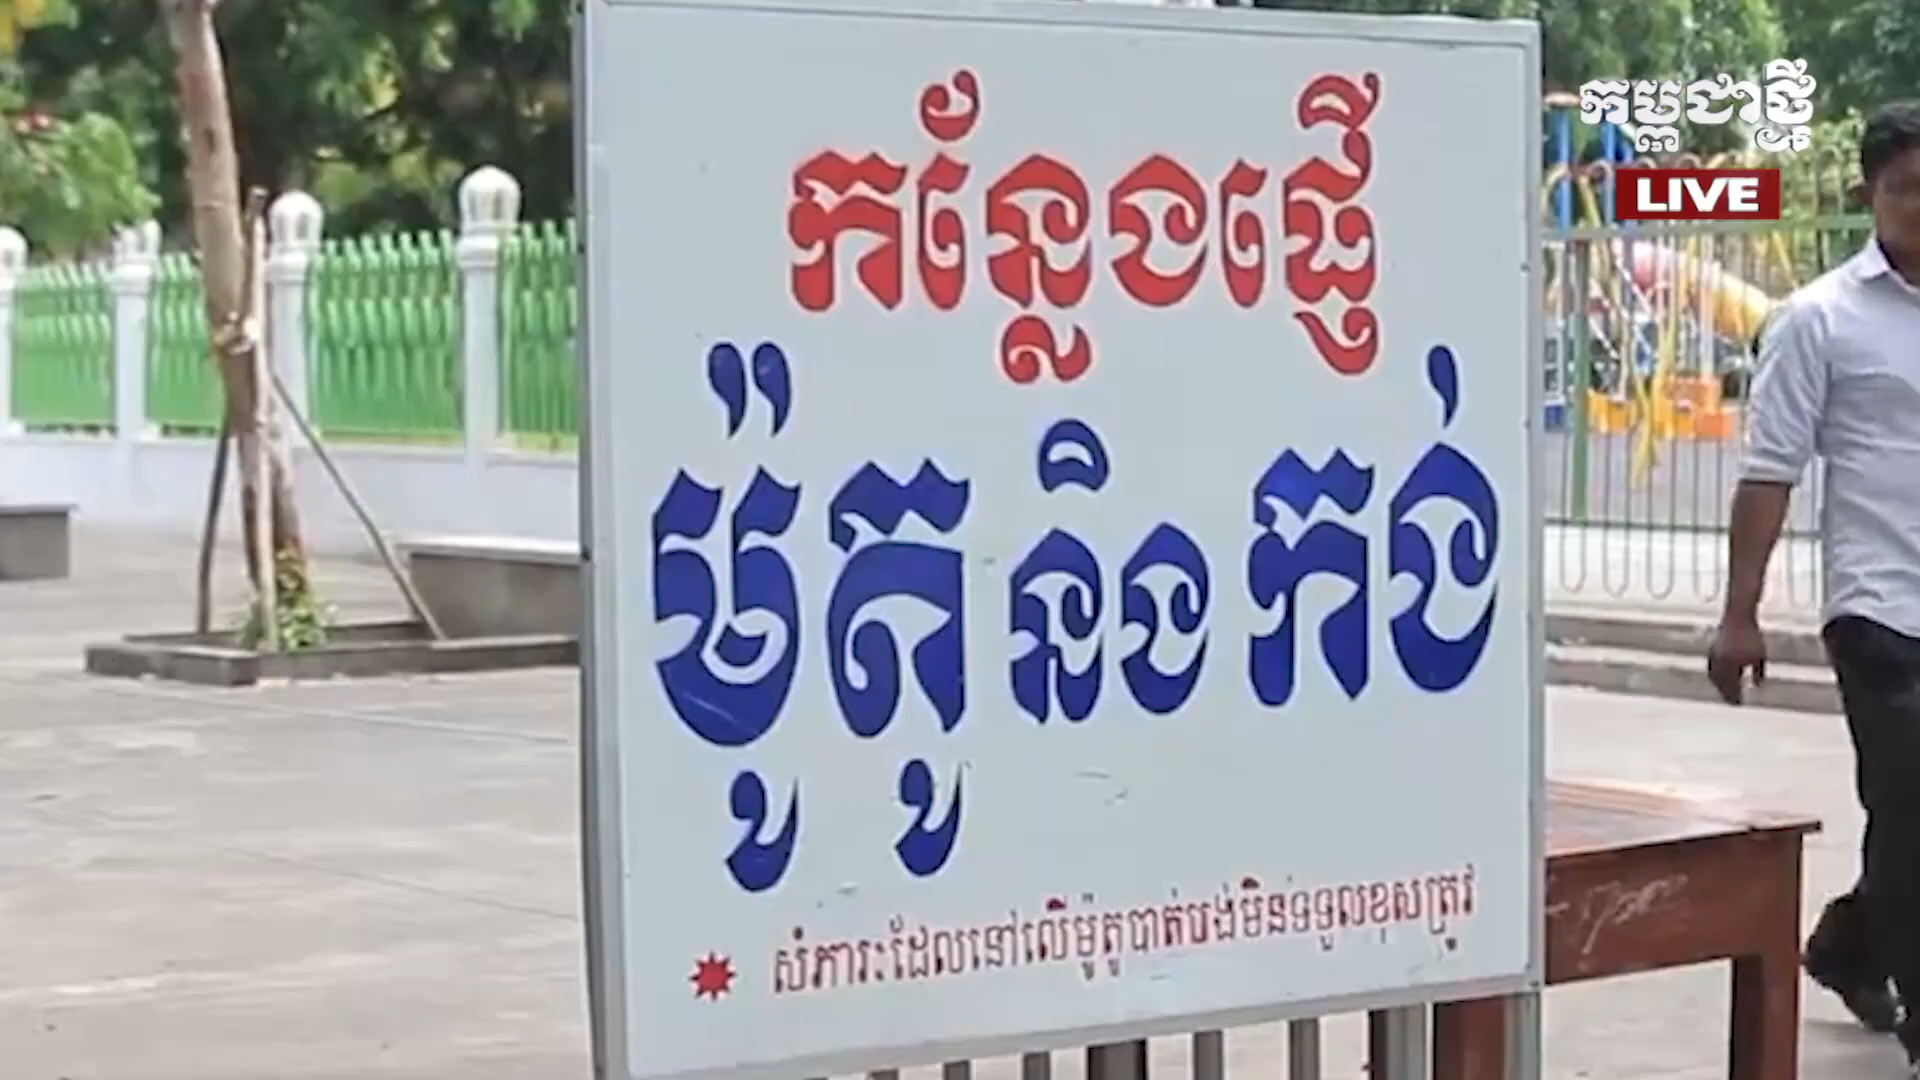 កម្ពុជាថ្មី
LIVE
កន្លែងផ្ញើ
ម៉ូតូ និង កង់
សំភារៈដែលនៅលើម៉ូតូបាត់បង់មិនទទួលខុសត្រូវ